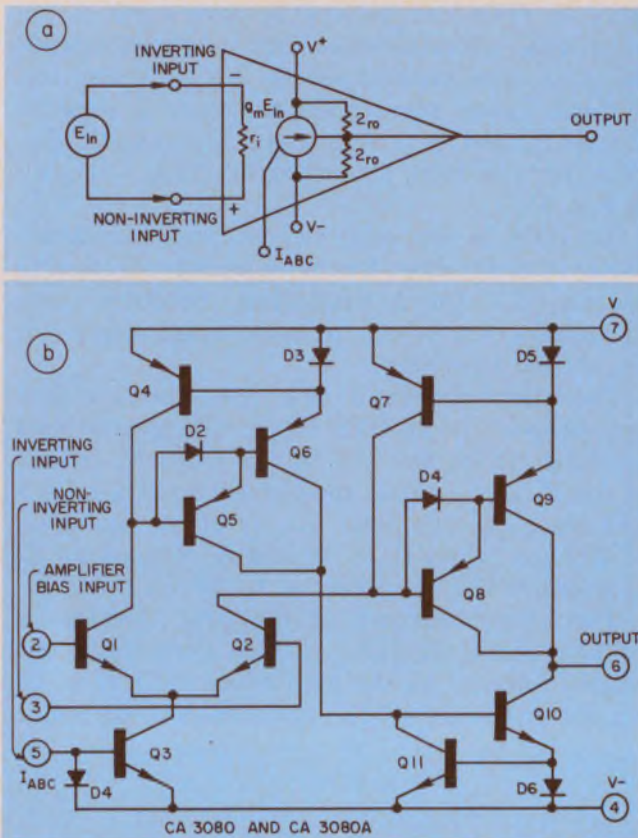 a
INVERTING
INPUT
V+
gmEin
Ein
ri
2ro
2ro
OUTPUT
NON-INVERTING
INPUT
V-
IABC
b
V
7
D3
D5
Q4
Q7
D2
Q6
INVERTING
INPUT
D4
Q9
NON-
INVERTING
INPUT
Q5
Q8
AMPLIFIER
BIAS INPUT
OUTPUT
2
Q1
Q2
6
3
Q10
5
Q3
Q11
IABC
D4
D6
V-
4
CA 3080 AND CA 3080A